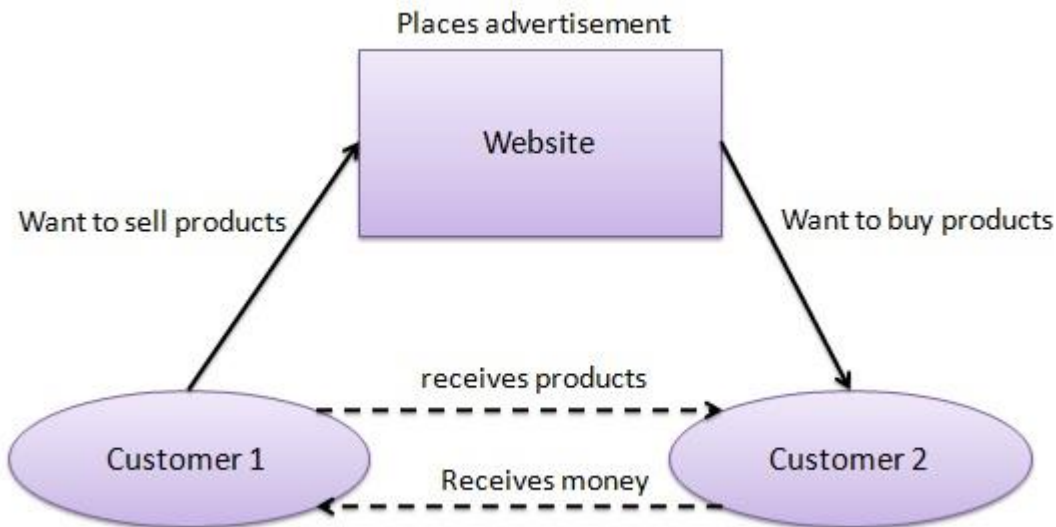 Places advertisement
Website
Want to sell products
Want to buy products
receives products
Customer 1
Customer 2
Receives money